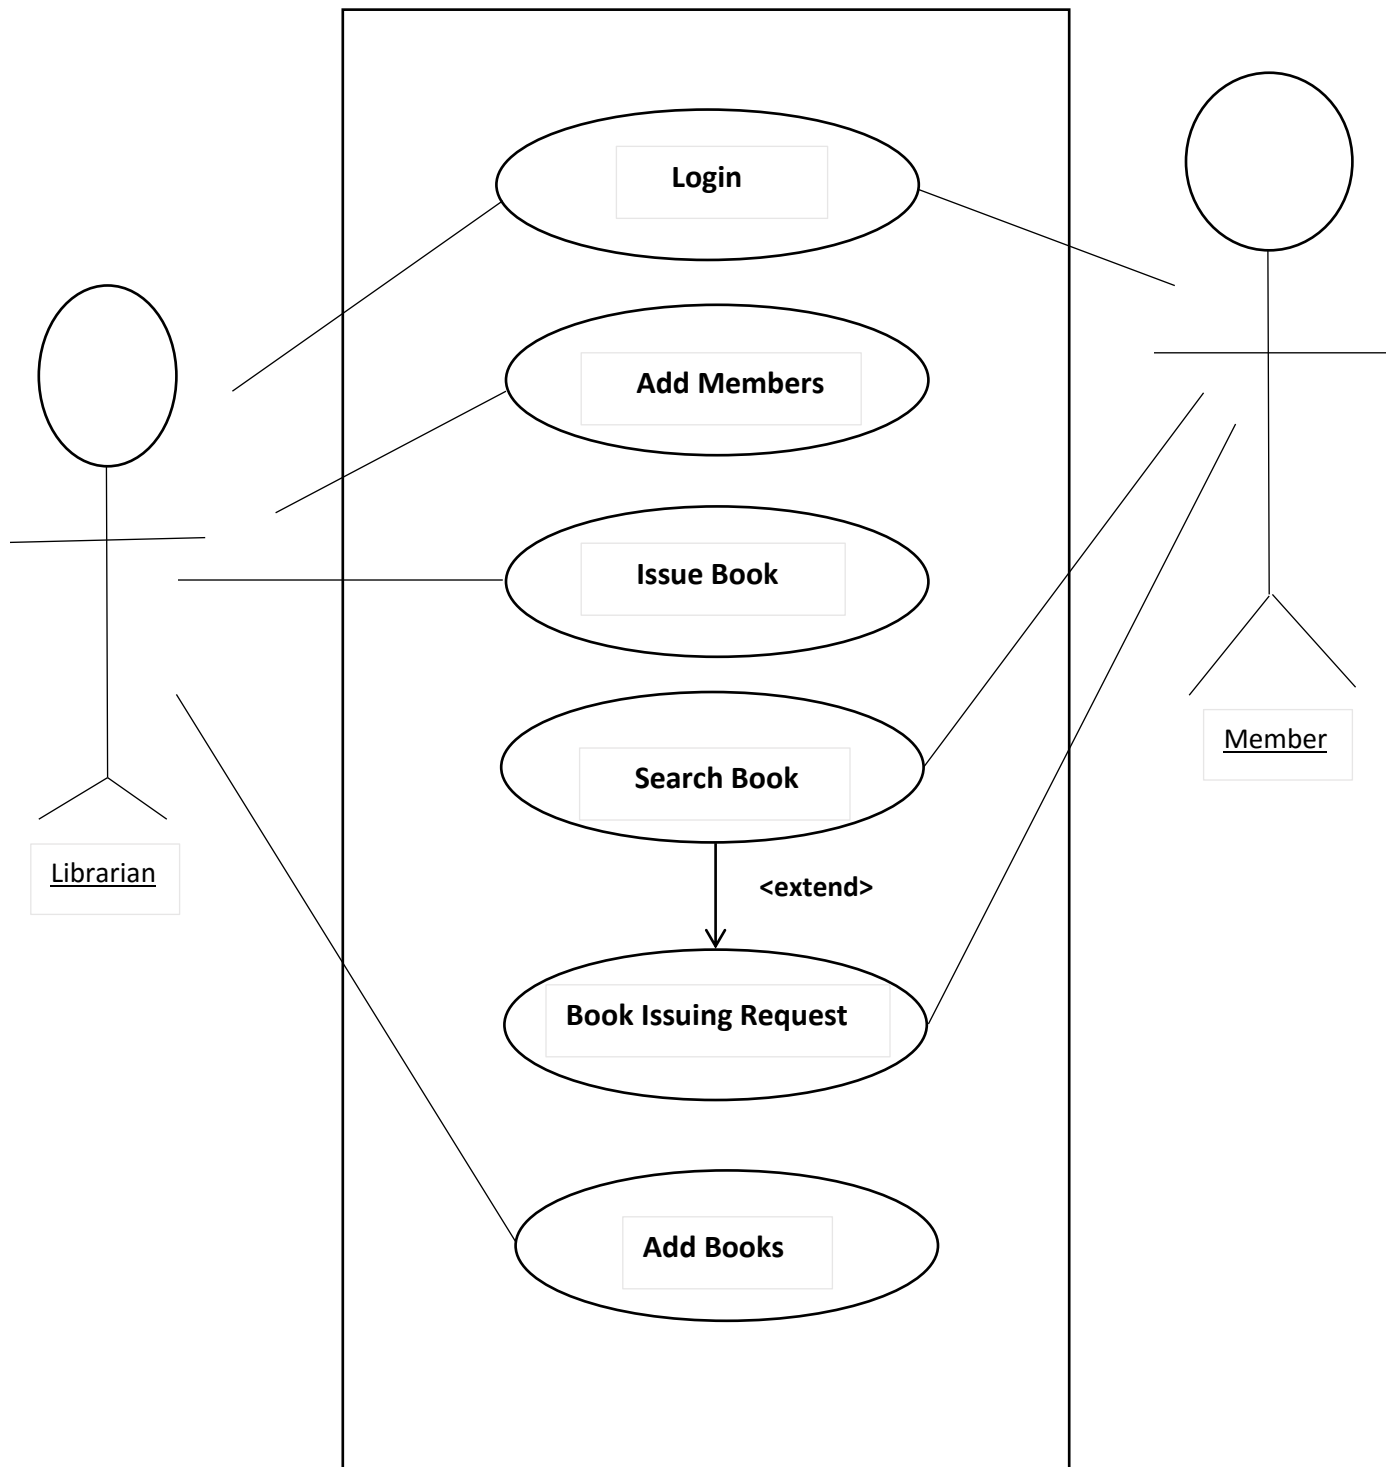 Login
Add Members
Issue Book
Search Book
Member
Librarian
<extend>
Book Issuing Request
Add Books